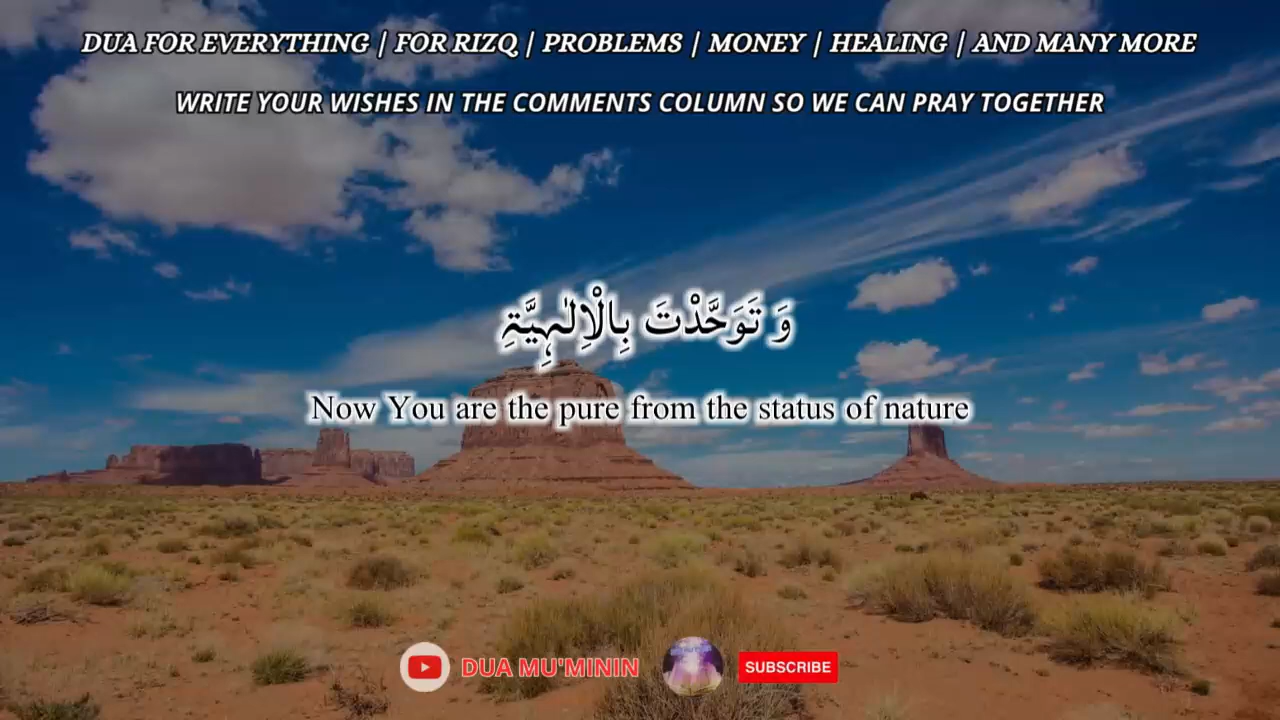 DUA FOR EVERYTHING | FOR RIZQ | PROBLEMS | MONEY | HEALING | AND MANY MORE
WRITE YOUR WISHES IN THE COMMENTS COLUMN SO WE CAN PRAY TOGETHER
وَ تَوَحَّدْتَ بِالْاِلٰہِیَّۃِ
Now You are the pure from the status of nature
DUA MU'MININ
SUBSCRIBE